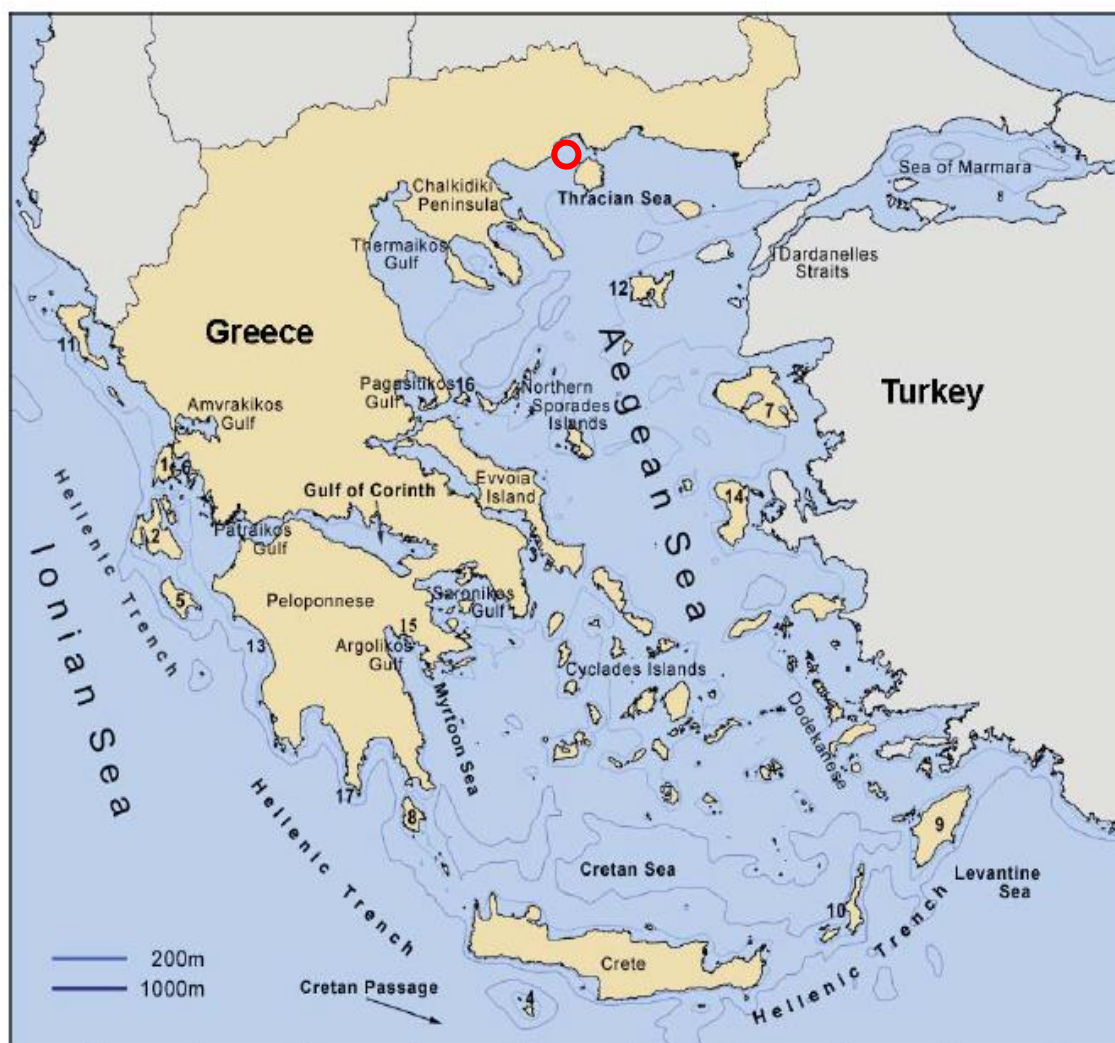 Sea of Marmara
8
Chalkidiki
Peninsula
Thracian Sea
Thermaikos
Gulf
Dardanelles
Straits
12
Greece
11
Aegean Sea
Pagasitikos
Gulf
16
Northern
Sporades
Islands
Turkey
7
Amvrakikos
Gulf
1
6
Evvoia
Island
Gulf of Corinth
14
2
Patraikos
Gulf
3
Hellenic Trench
Ionian Sea
5
Peloponnese
Saronikos
Gulf
13
15
Argolikos
Gulf
Cyclades Islands
Myrtoon Sea
Dodekanese
17
8
9
Hellenic Trench
Cretan Sea
Levantine
Sea
10
200m
1000m
Crete
Hellenic Trench
Cretan Passage
4